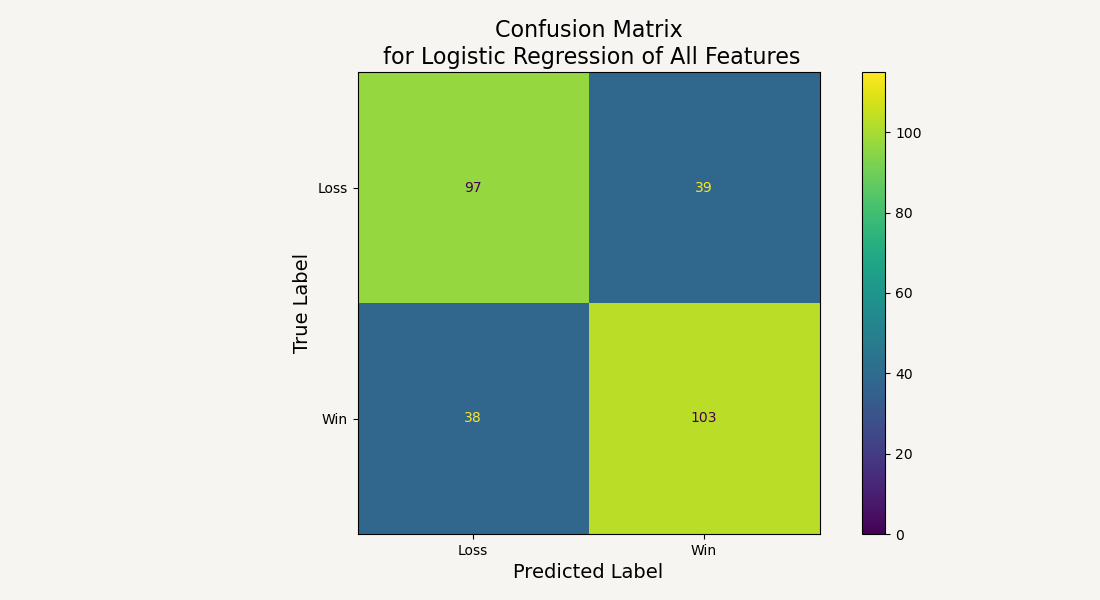 Confusion Matrix
for Logistic Regression of All Features
Loss
97
39
100
80
60
40
20
0
True Label
Win
38
103
Loss
Win
Predicted Label